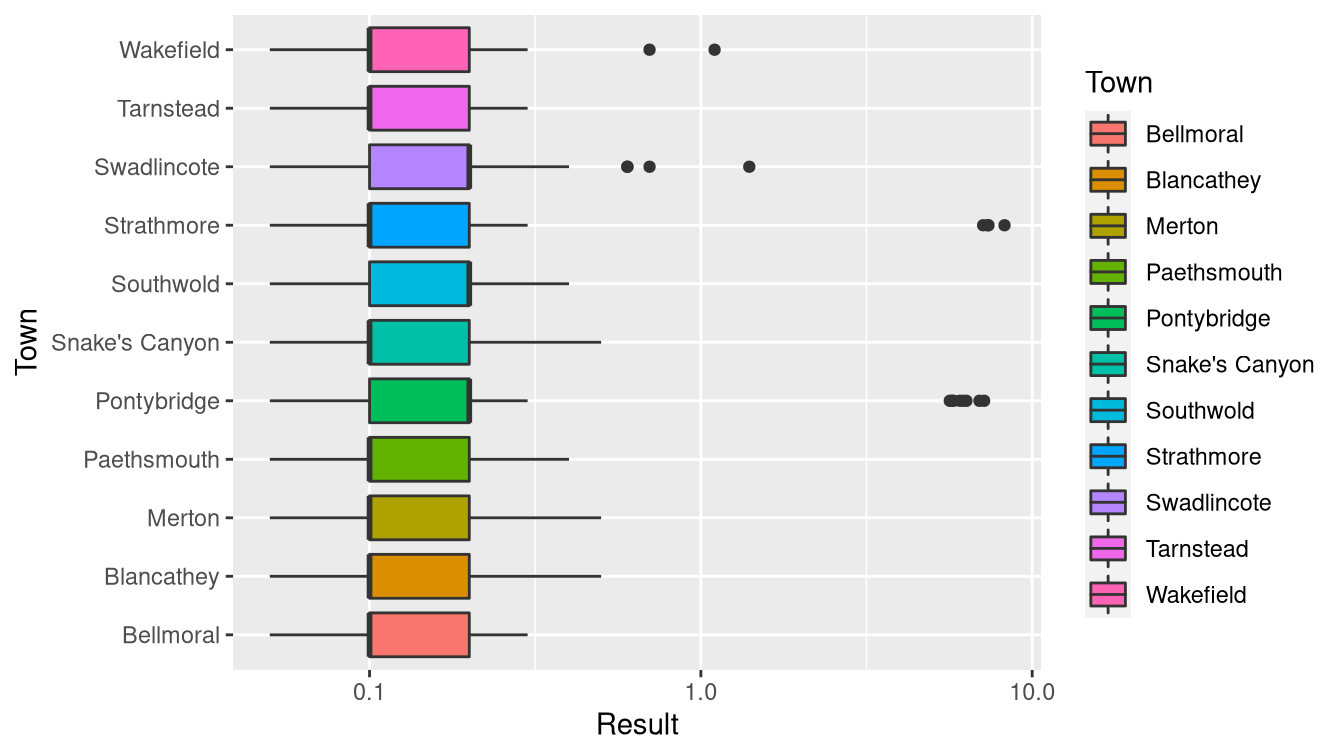 Town
Wakefield
Tarnstead
Swadlincote
Strathmore
Southwold
Snake's Canyon
Pontybridge
Paethsmouth
Merton
Blancathey
Bellmoral
0.1
1.0
10.0
Result
Town
Bellmoral
Blancathey
Merton
Paethsmouth
Pontybridge
Snake's Canyon
Southwold
Strathmore
Swadlincote
Tarnstead
Wakefield